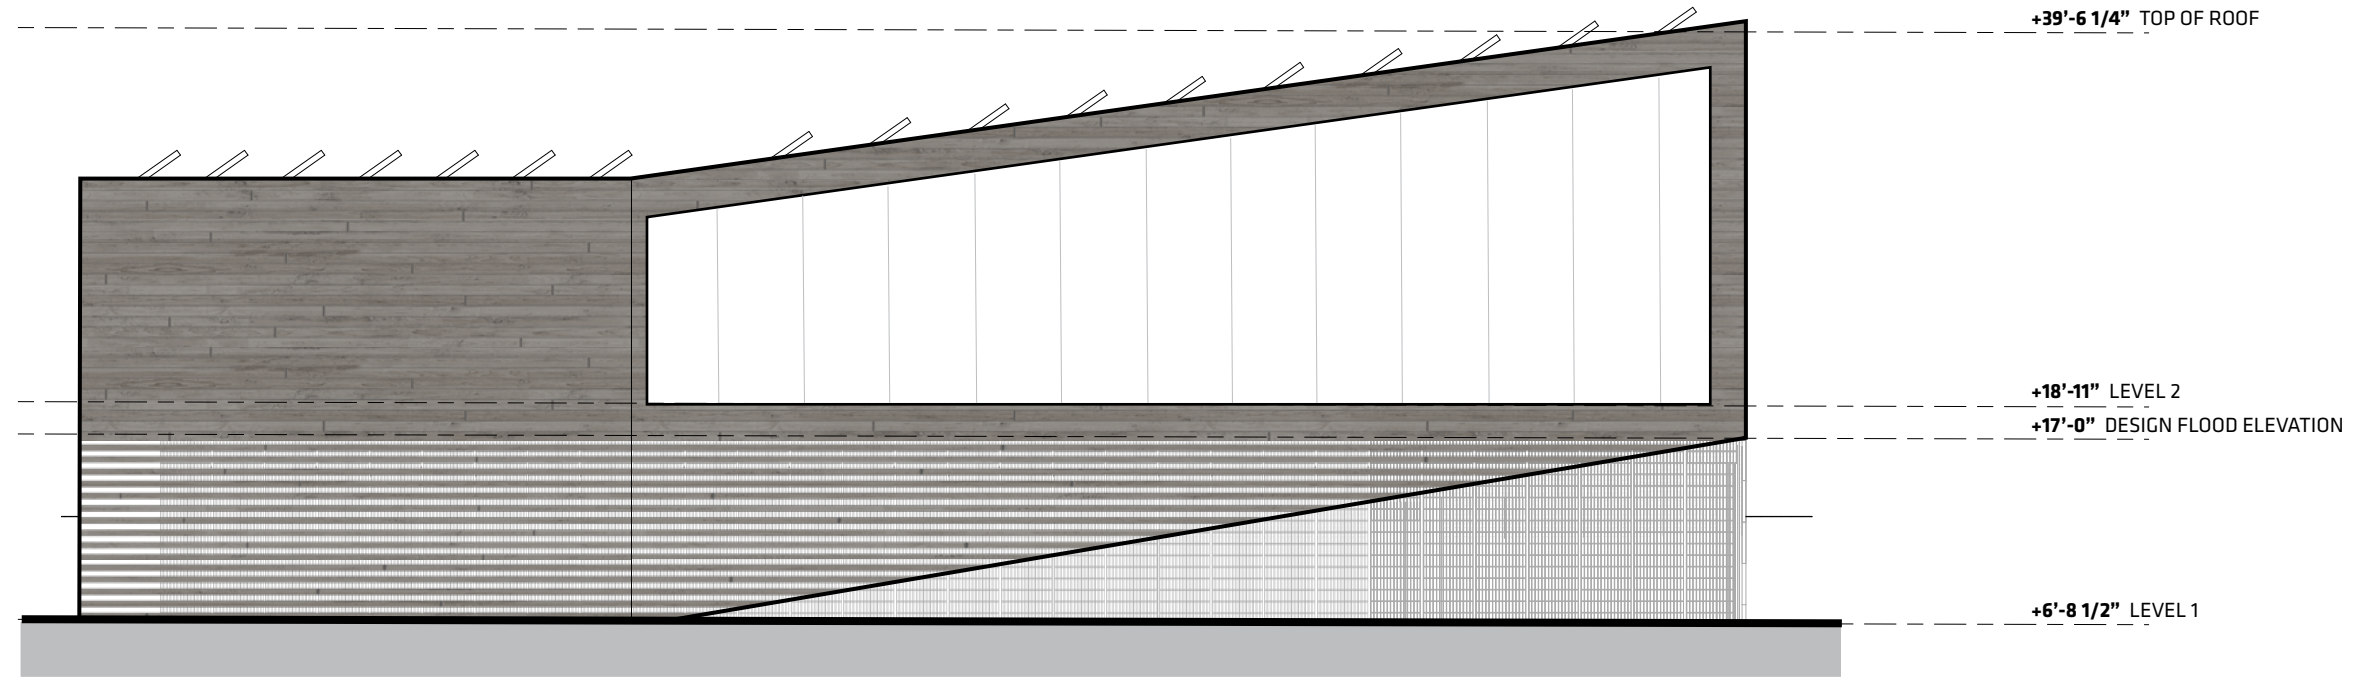 +39’-6 1/4” TOP OF ROOF
+18’-11” LEVEL 2
+17’-0” DESIGN FLOOD ELEVATION
+6’-8 1/2” LEVEL 1